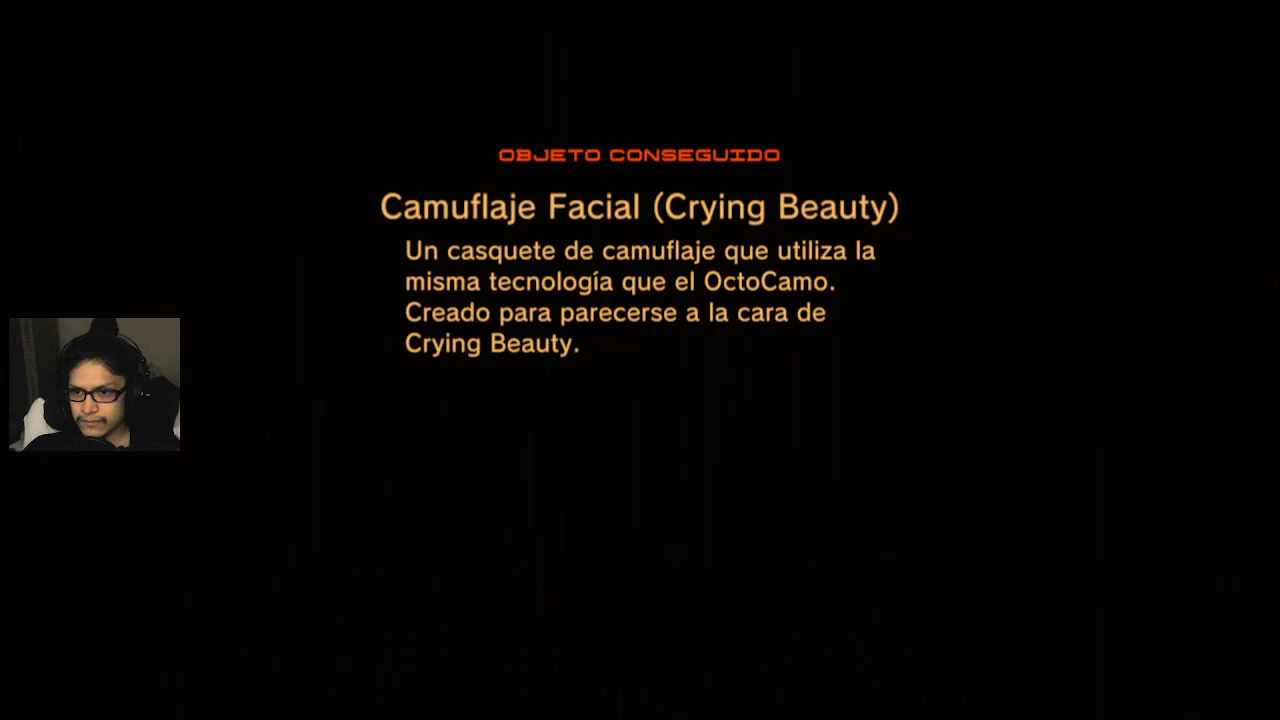 OBJETO CONSEGUIDO
Camuflaje Facial (Crying Beauty)
Un casquete de camuflaje que utiliza la
misma tecnología que el OctoCamo.
Creado para parecerse a la cara de
Crying Beauty.